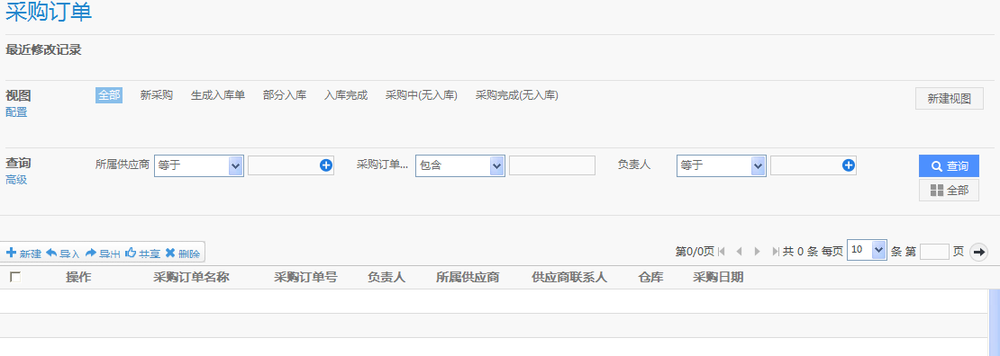 采购订单
最近修改记录
视图 全部 新采购 生成入库单 部分入库 入库完成 采购中(无入库) 采购完成(无入库) 新建视图
配置
查询 所属供应商 等于 采购订单... 包含 负责人 等于 查询
高级 全部
新建 导入 导出 共享 删除 第0/0页 共 0 条 每页 10 条 第 页
操作 采购订单名称 采购订单号 负责人 所属供应商 供应商联系人 仓库 采购日期